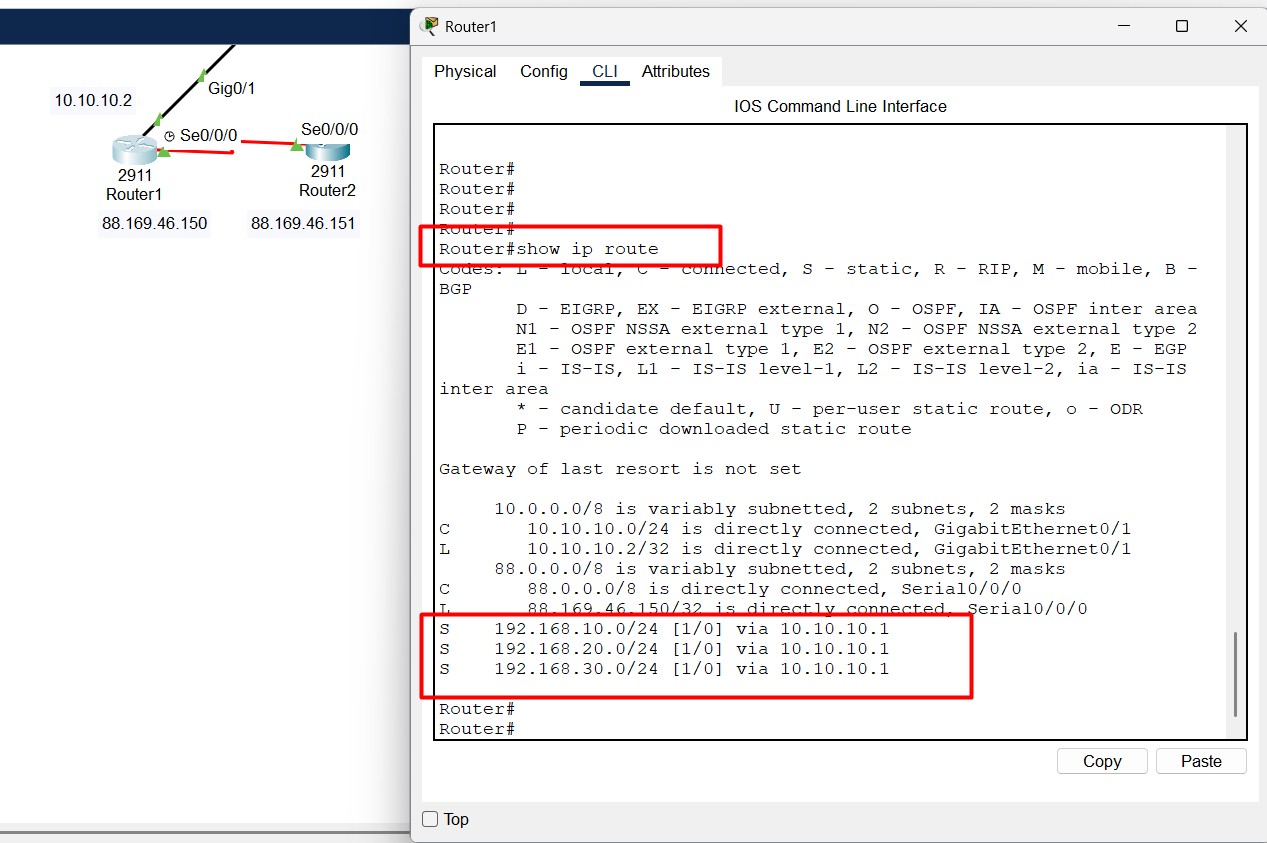 Router1
Physical Config CLI Attributes
IOS Command Line Interface
Gig0/1
10.10.10.2
Se0/0/0
Se0/0/0
2911
Router1
2911
Router2
88.169.46.150
88.169.46.151
Router#
Router#
Router#
Router#
Router#show ip route
Codes: L - local, C - connected, S - static, R - RIP, M - mobile, B -
BGP
D - EIGRP, EX - EIGRP external, O - OSPF, IA - OSPF inter area
N1 - OSPF NSSA external type 1, N2 - OSPF NSSA external type 2
E1 - OSPF external type 1, E2 - OSPF external type 2, E - EGP
i - IS-IS, L1 - IS-IS level-1, L2 - IS-IS level-2, ia - IS-IS
inter area
* - candidate default, U - per-user static route, o - ODR
P - periodic downloaded static route
Gateway of last resort is not set
10.0.0.0/8 is variably subnetted, 2 subnets, 2 masks
C 10.10.10.0/24 is directly connected, GigabitEthernet0/1
L 10.10.10.2/32 is directly connected, GigabitEthernet0/1
88.0.0.0/8 is variably subnetted, 2 subnets, 2 masks
C 88.0.0.0/8 is directly connected, Serial0/0/0
L 88.169.46.150/32 is directly connected, Serial0/0/0
S 192.168.10.0/24 [1/0] via 10.10.10.1
S 192.168.20.0/24 [1/0] via 10.10.10.1
S 192.168.30.0/24 [1/0] via 10.10.10.1
Router#
Router#
Copy Paste
Top